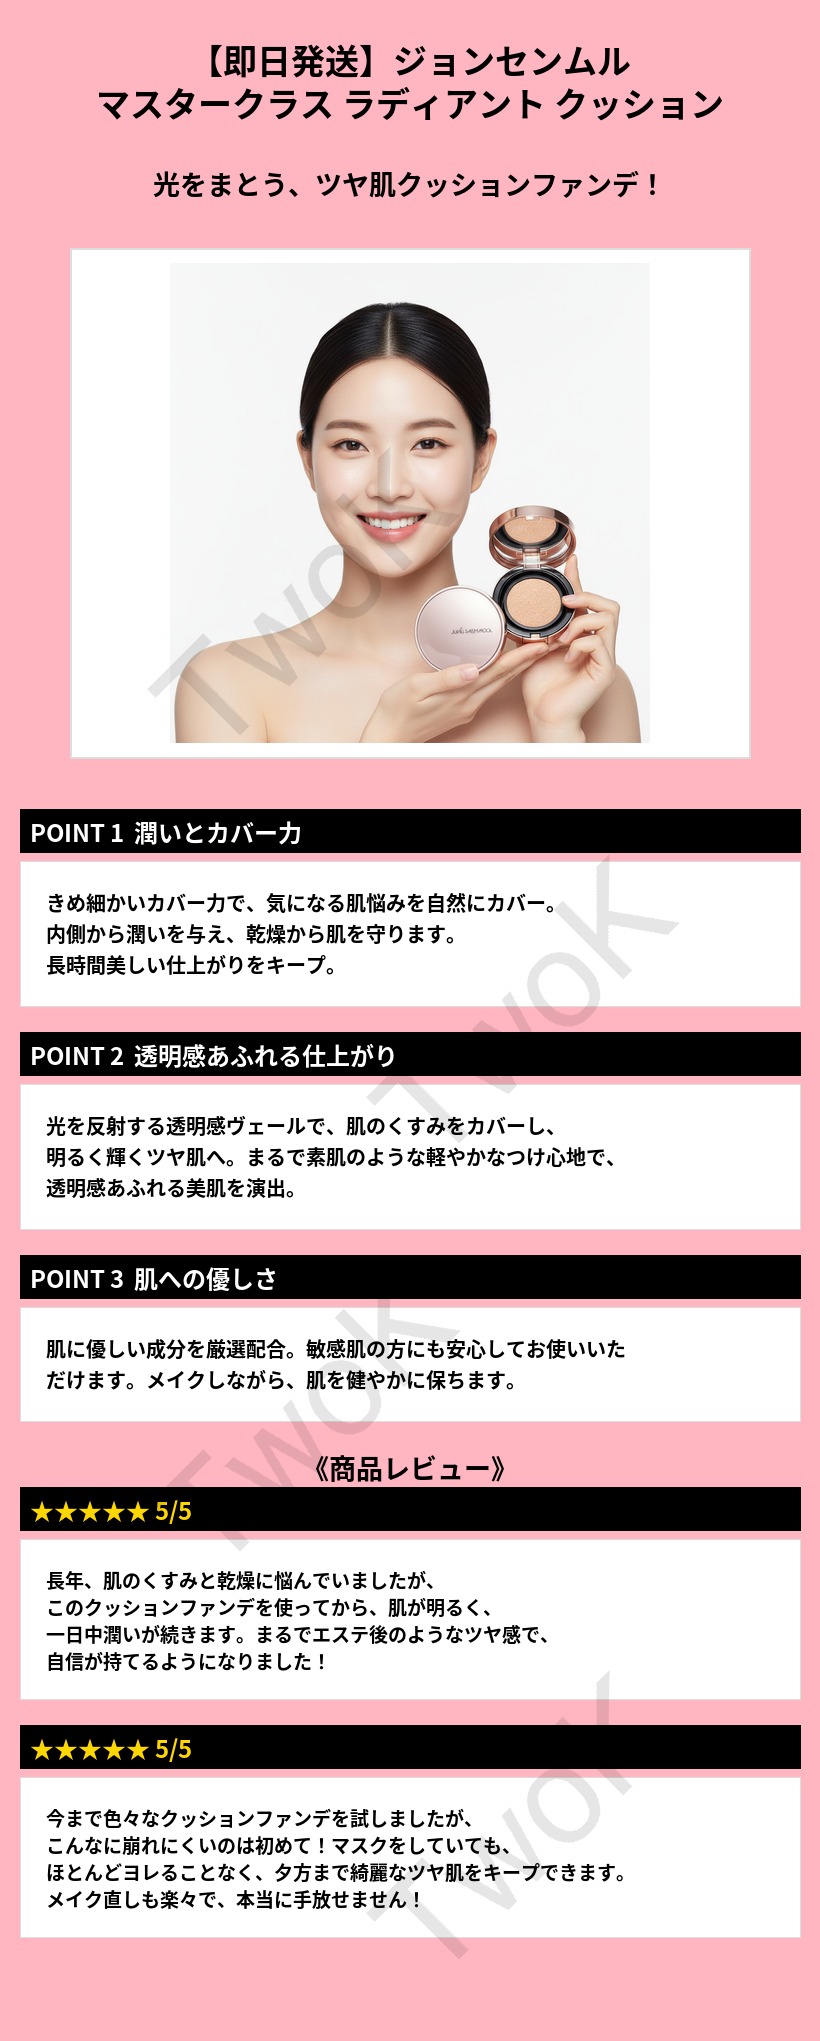 【即日発送】ジョンセンムル
マスタークラス ラディアント クッション
光をまとう、ツヤ肌クッションファンデ！
TwoK
POINT 1 潤いとカバー力
きめ細かいカバー力で、気になる肌悩みを自然にカバー。
内側から潤いを与え、乾燥から肌を守ります。
長時間美しい仕上がりをキープ。
TwoK
POINT 2 透明感あふれる仕上がり
光を反射する透明感ヴェールで、肌のくすみをカバーし、
明るく輝くツヤ肌へ。まるで素肌のような軽やかなつけ心地で、
透明感あふれる美肌を演出。
POINT 3 肌への優しさ
肌に優しい成分を厳選配合。敏感肌の方にも安心してお使いいた
だけます。メイクしながら、肌を健やかに保ちます。
TwoK
《商品レビュー》
★★★★★ 5/5
長年、肌のくすみと乾燥に悩んでいましたが、
このクッションファンデを使ってから、肌が明るく、
一日中潤いが続きます。まるでエステ後のようなツヤ感で、
自信が持てるようになりました！
★★★★★ 5/5
今まで色々なクッションファンデを試しましたが、
こんなに崩れにくいのは初めて！マスクをしていても、
ほとんどヨレることなく、夕方まで綺麗なツヤ肌をキープできます。
メイク直しも楽々で、本当に手放せません！
TwoK